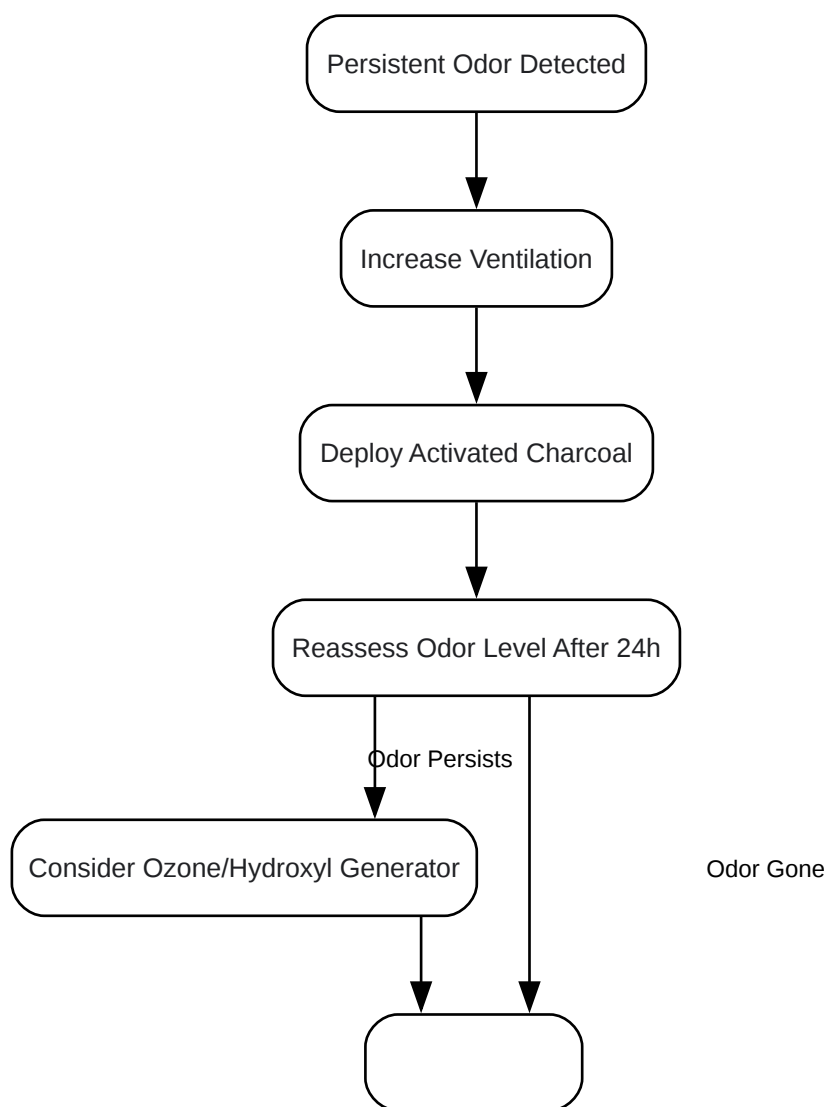 Persistent Odor Detected
Increase Ventilation
Deploy Activated Charcoal
Reassess Odor Level After 24h
Odor Persists
Consider Ozone/Hydroxyl Generator
Odor Gone